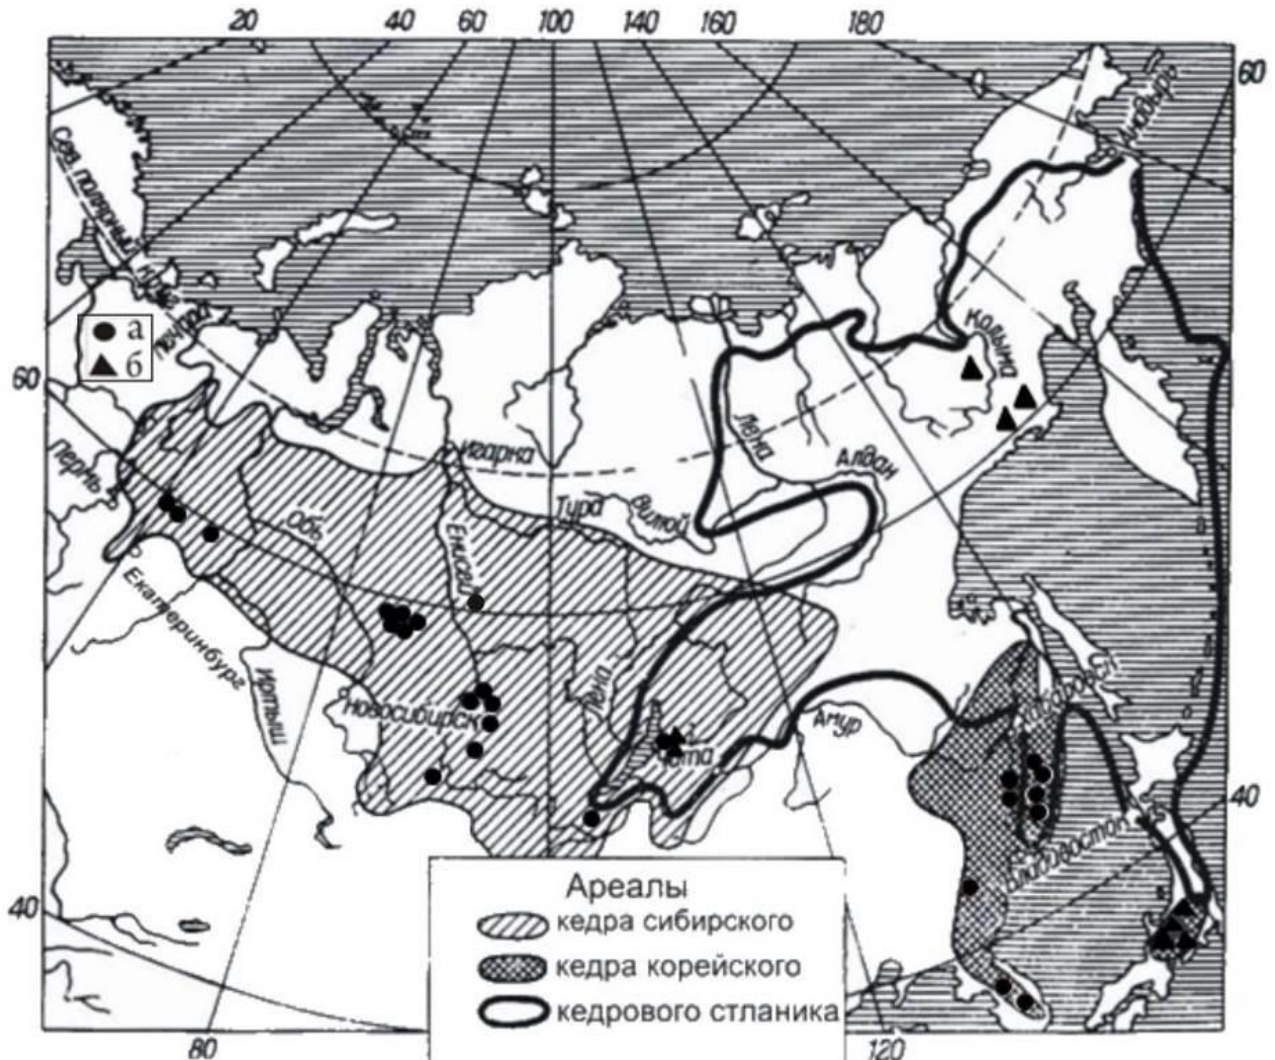 20 40 60 100 140 160 180
60
Анадырь
Сев. полярный круг
Печора
а
б
60
Колыма
Пермь
Игарка
Лена
Алдан
Тура
Вилюй
Обь
Енисей
Екатеринбург
Иртыш
Новосибирск
Лена
Чита
Амур
Хабаровск
Владивосток
40
40
Ареалы
кедра сибирского
кедра корейского
кедрового стланика
80
120